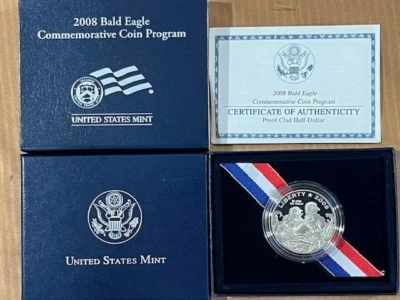 2008 Bald Eagle
Commemorative Coin Program
UNITED STATES MINT
2008 Bald Eagle
Commemorative Coin Program
CERTIFICATE OF AUTHENTICITY
Proof Clad Half-Dollar
UNITED STATES MINT
LIBERTY 2008